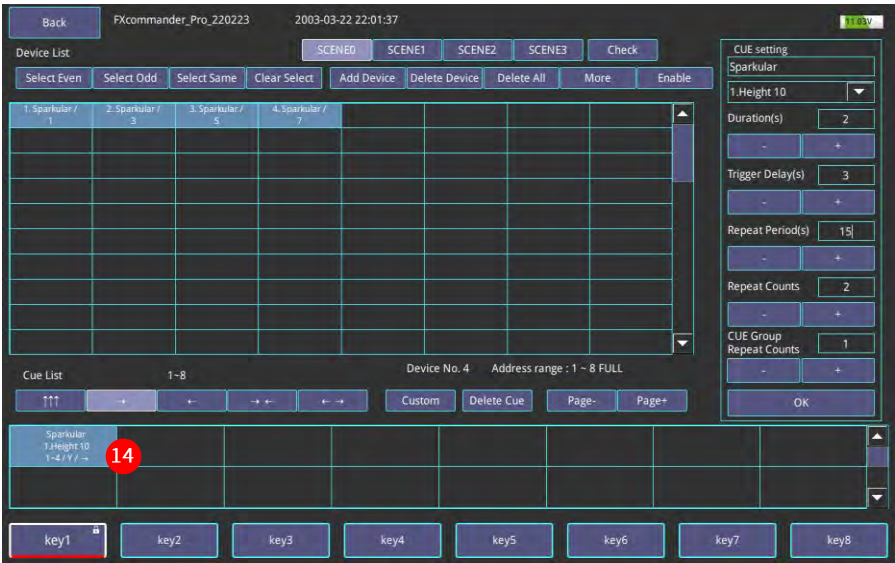 Back FXcommander_Pro_220223 2003-03-22 22:01:37 11.03V
Device List SCENE0 SCENE1 SCENE2 SCENE3 Check CUE setting
Sparkular
Select Even Select Odd Select Same Clear Select Add Device Delete Device Delete All More Enable
1.Height 10
1. Sparkular / 2. Sparkular / 3. Sparkular / 4. Sparkular /
1 3 5 7
Duration(s) 2
- +
Trigger Delay(s) 3
- +
Repeat Period(s) 15
- +
Repeat Counts 2
- +
CUE Group
Repeat Counts 1
- +
Cue List 1~8 Device No. 4 Address range : 1 ~ 8 FULL
↑↑↑ → ← → ← ← → Custom Delete Cue Page- Page+ OK
Sparkular
1.Height 10
1~4 / Y / →
14
key1 key2 key3 key4 key5 key6 key7 key8